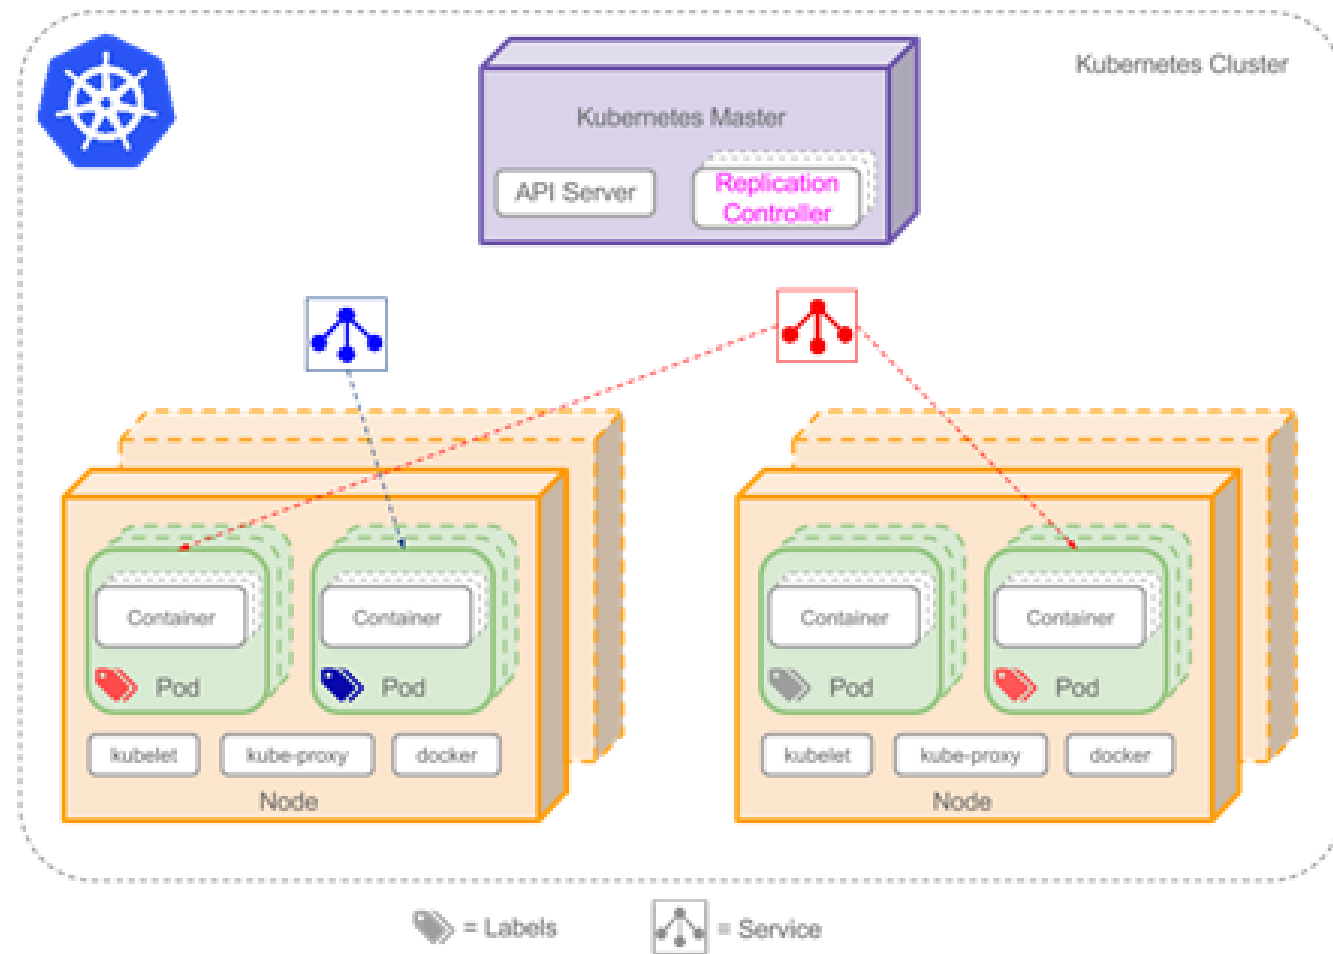 Kubernetes Cluster
Kubernetes Master
API Server
Replication
Controller
Container
Container
Container
Container
Pod
Pod
Pod
Pod
kubelet
kube-proxy
docker
kubelet
kube-proxy
docker
Node
Node
= Labels
= Service